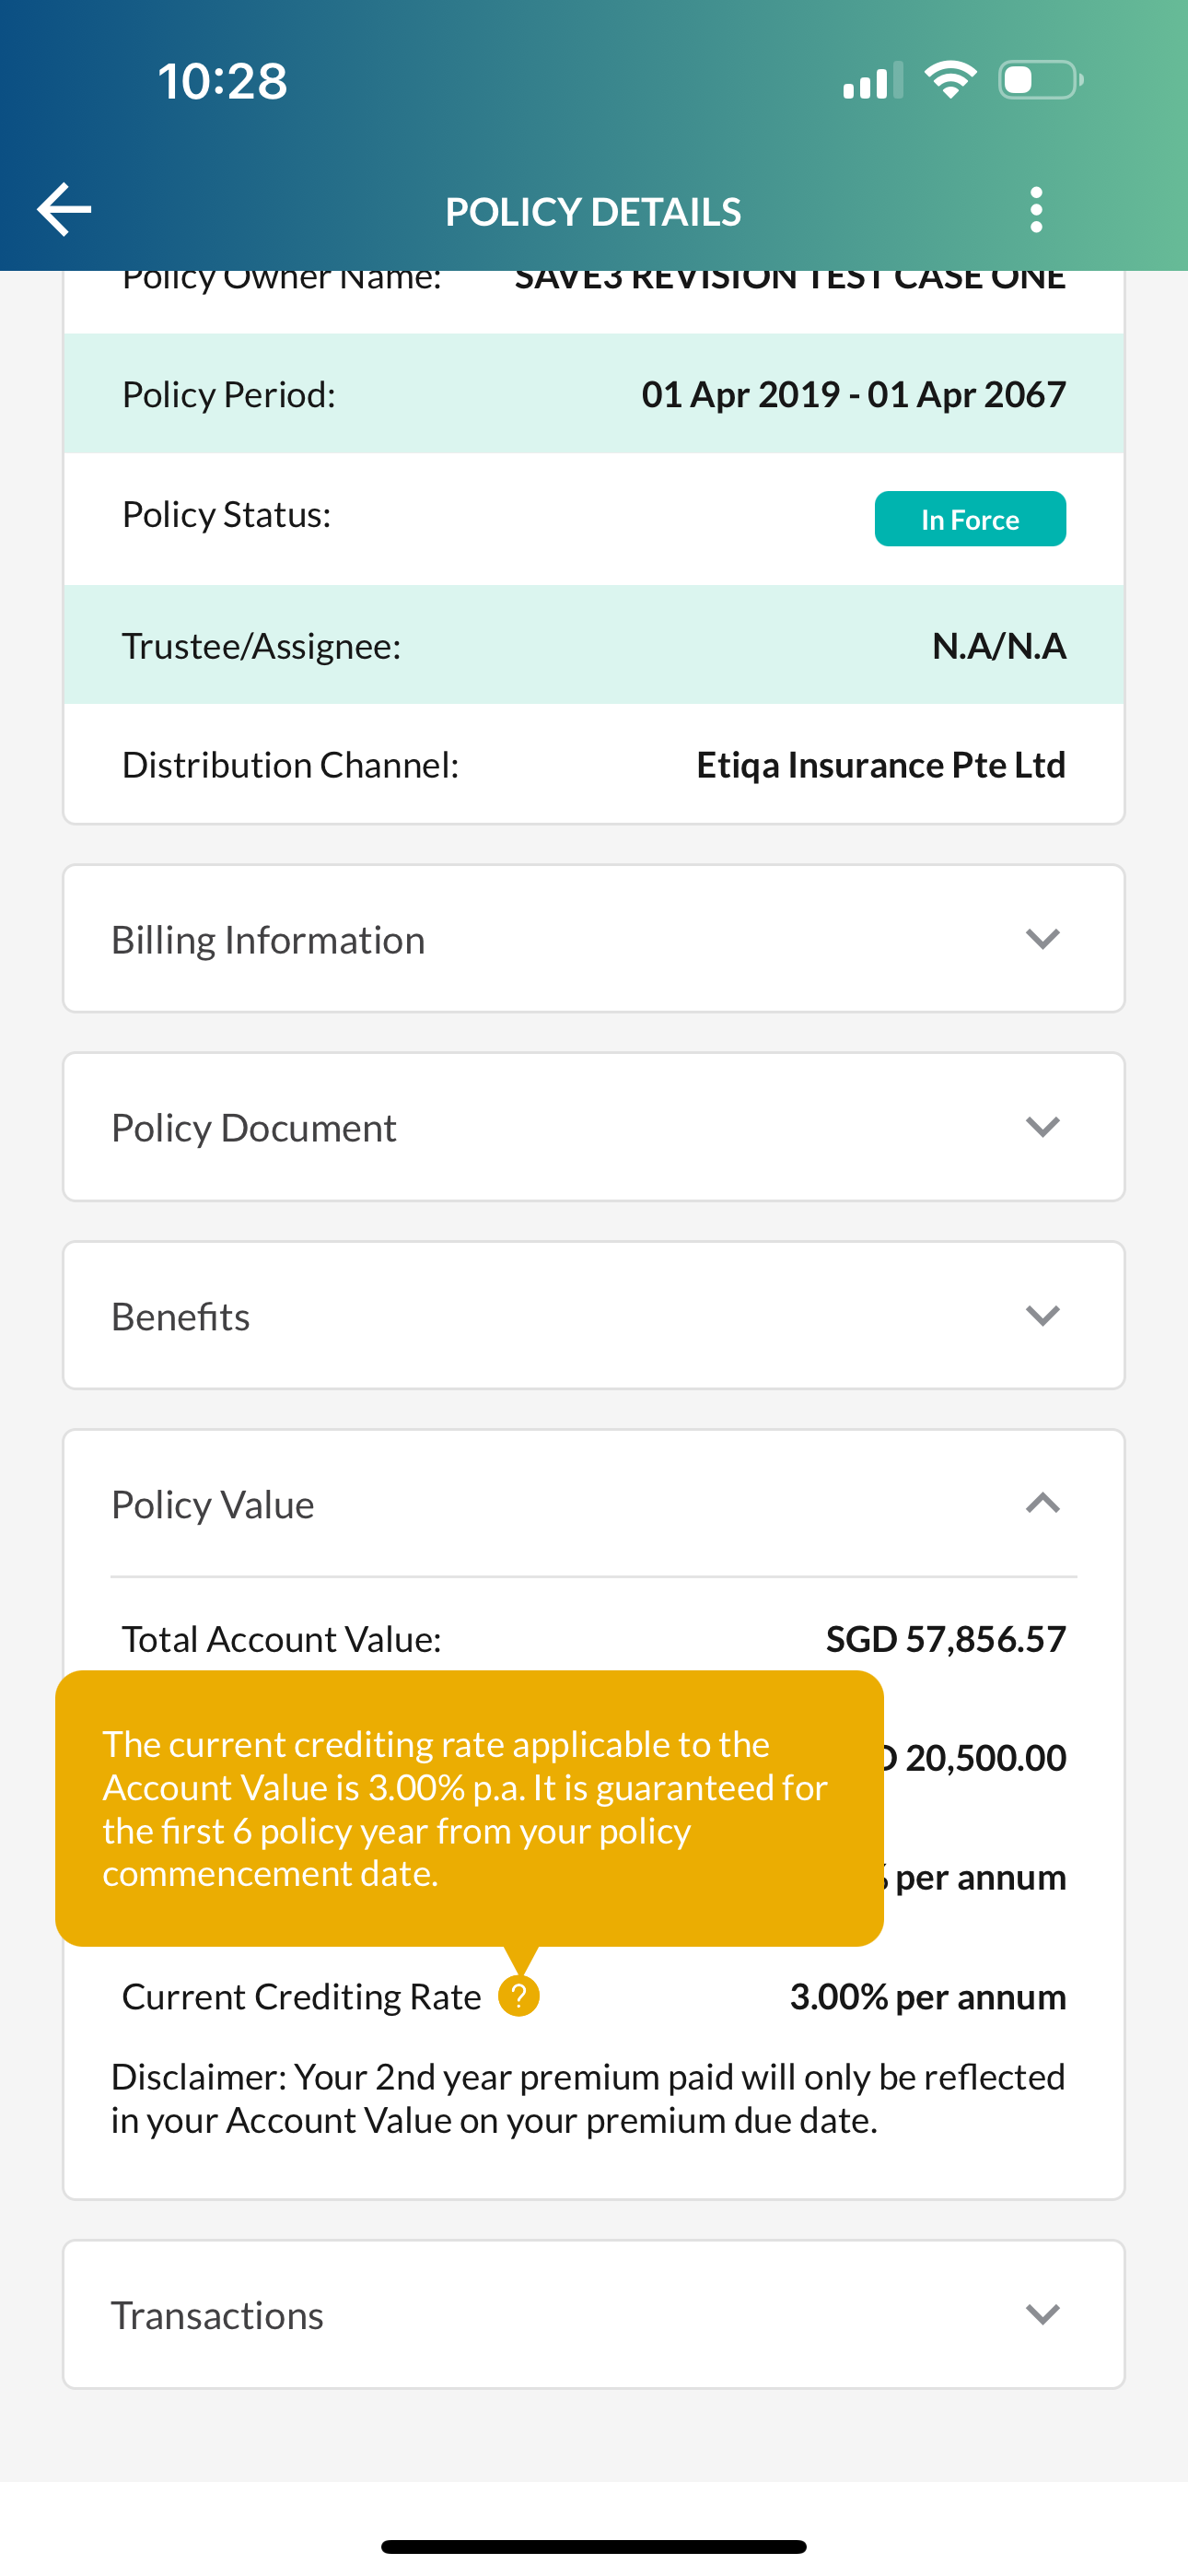 10:28
POLICY DETAILS
Policy Owner Name: SAVE3 REVISION TEST CASE ONE
Policy Period: 01 Apr 2019 - 01 Apr 2067
Policy Status: In Force
Trustee/Assignee: N.A/N.A
Distribution Channel: Etiqa Insurance Pte Ltd
Billing Information
Policy Document
Benefits
Policy Value
Total Account Value: SGD 57,856.57
The current crediting rate applicable to the
Account Value is 3.00% p.a. It is guaranteed for
the first 6 policy year from your policy
commencement date.
20,500.00
per annum
Current Crediting Rate ? 3.00% per annum
Disclaimer: Your 2nd year premium paid will only be reflected
in your Account Value on your premium due date.
Transactions